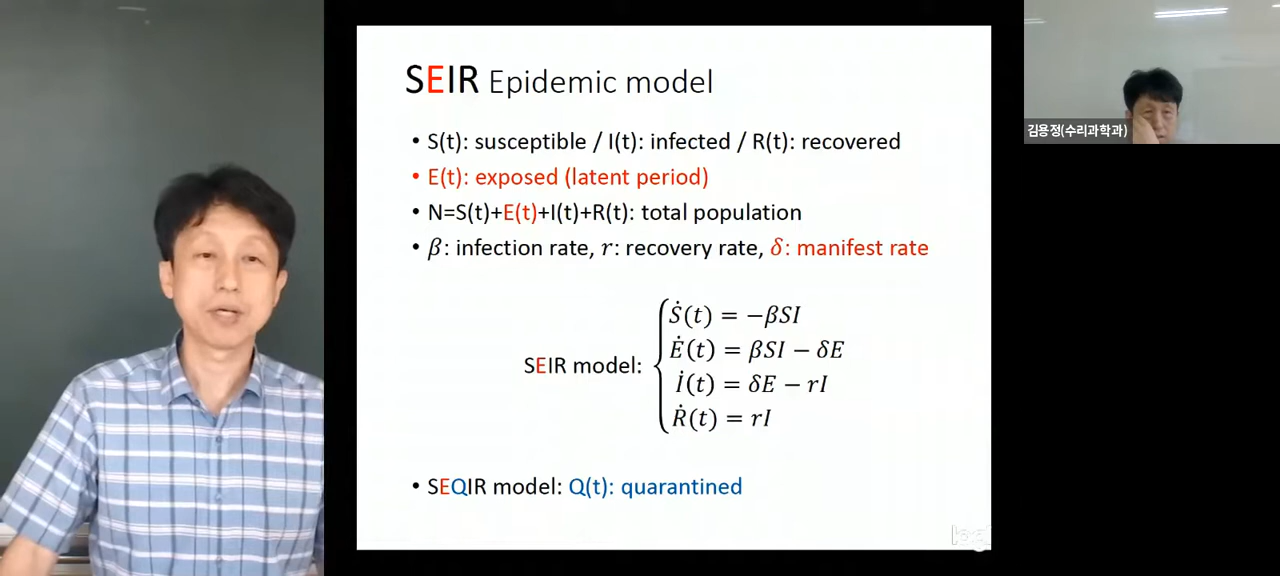 SEIR Epidemic model
• S(t): susceptible / I(t): infected / R(t): recovered
• E(t): exposed (latent period)
• N=S(t)+E(t)+I(t)+R(t): total population
• β: infection rate, r: recovery rate, δ: manifest rate
Ṡ(t) = −βSI
Ė(t) = βSI − δE
SEIR model:
İ(t) = δE − rI
Ṙ(t) = rI
• SEQIR model: Q(t): quarantined
김용정(수리과학과)